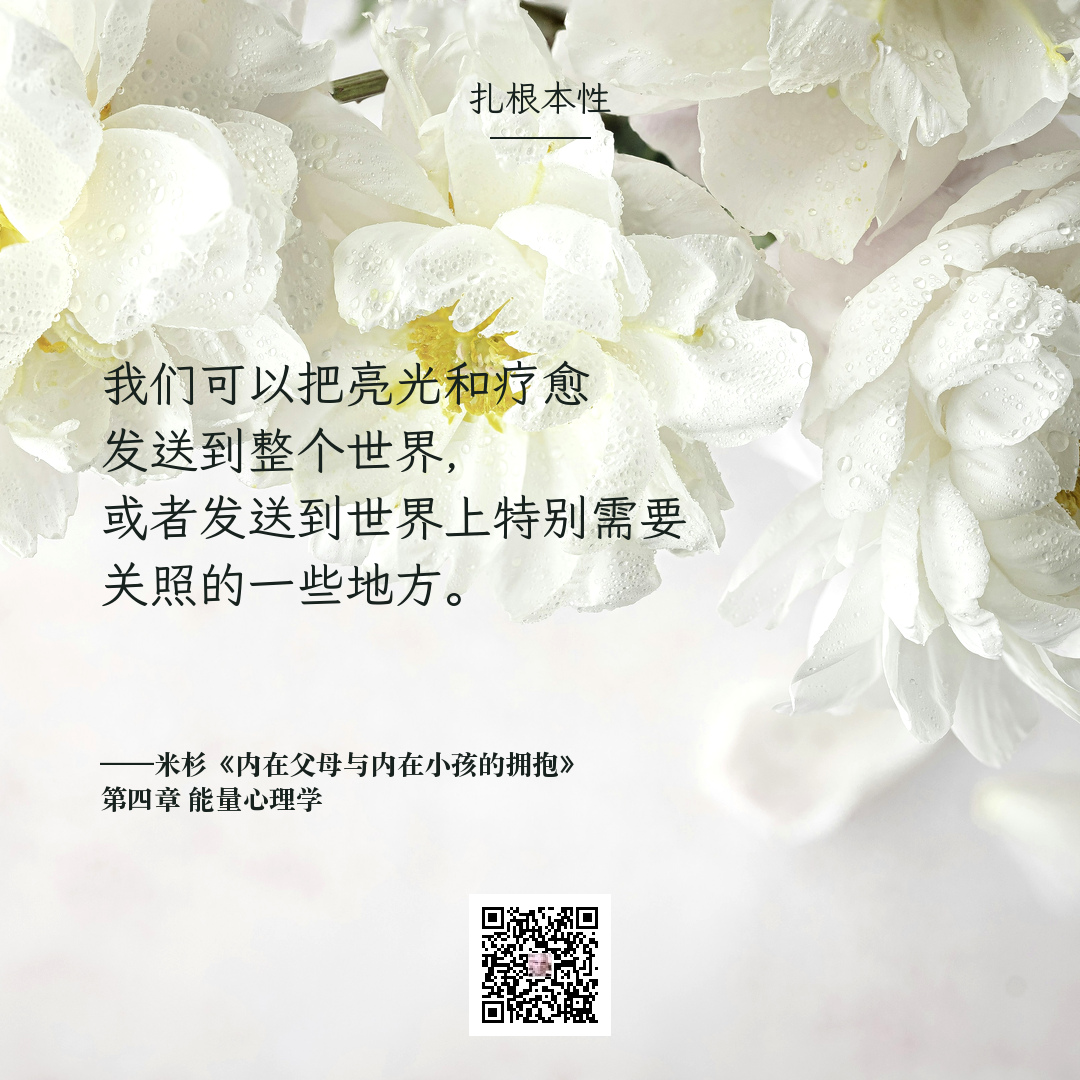 扎根本性
我们可以把亮光和疗愈
发送到整个世界,
或者发送到世界上特别需要
关照的一些地方。
——米杉《内在父母与内在小孩的拥抱》
第四章 能量心理学